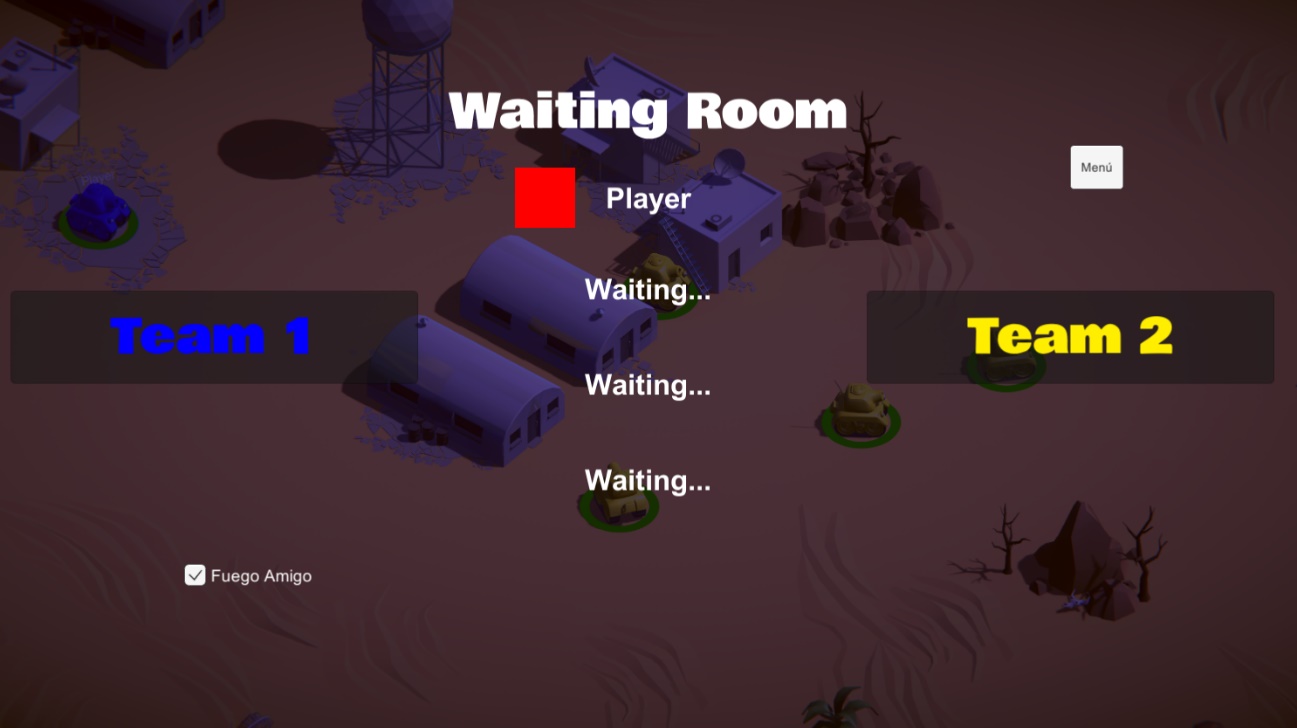 Waiting Room
Menú
Player
Waiting...
Team 1
Team 2
Waiting...
Waiting...
Fuego Amigo